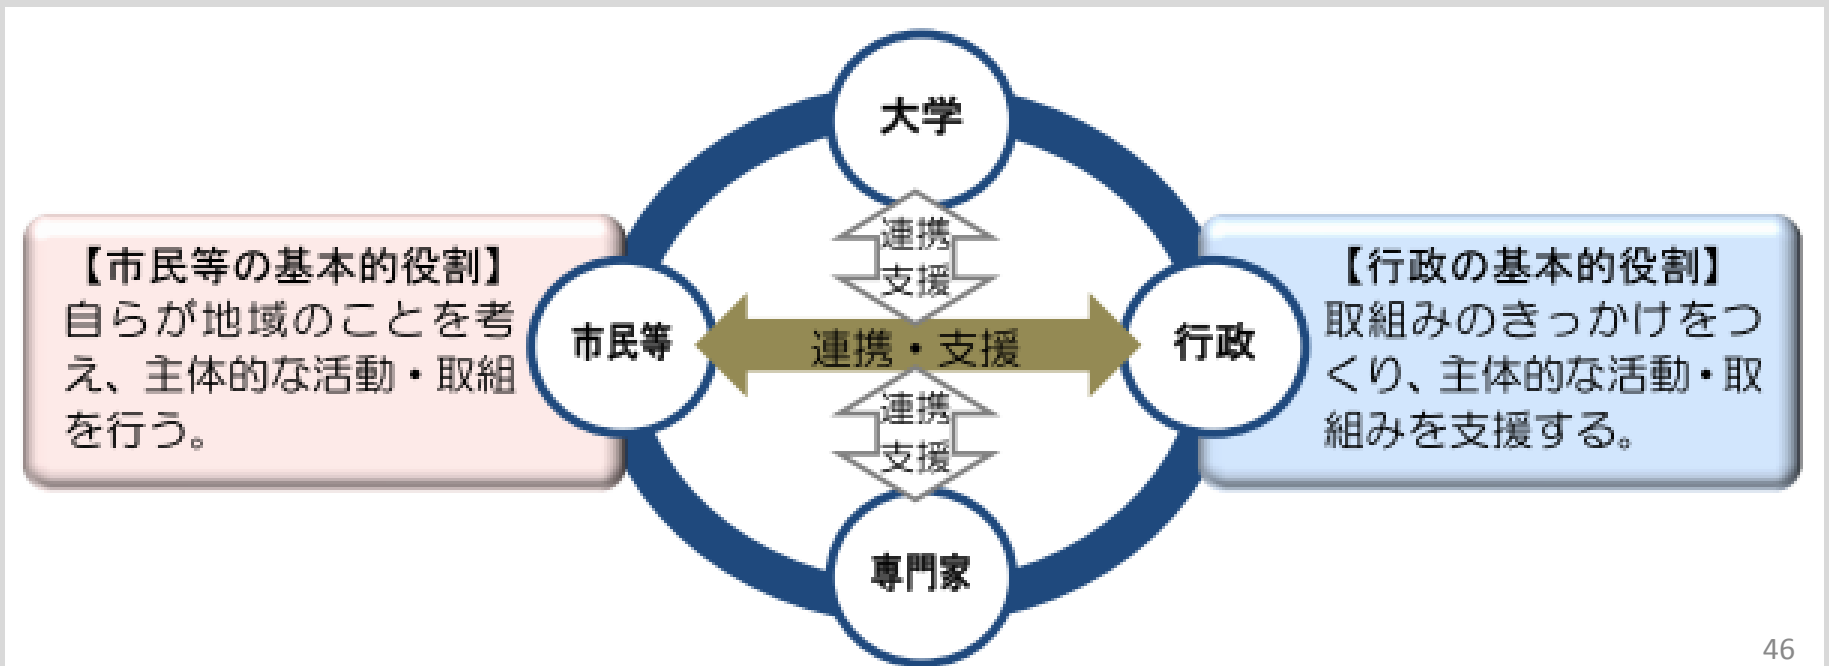 大学
連携
支援
【市民等の基本的役割】
自らが地域のことを考
え、主体的な活動・取組
を行う。
市民等
連携・支援
行政
【行政の基本的役割】
取組みのきっかけをつ
くり、主体的な活動・取
組みを支援する。
連携
支援
専門家
46